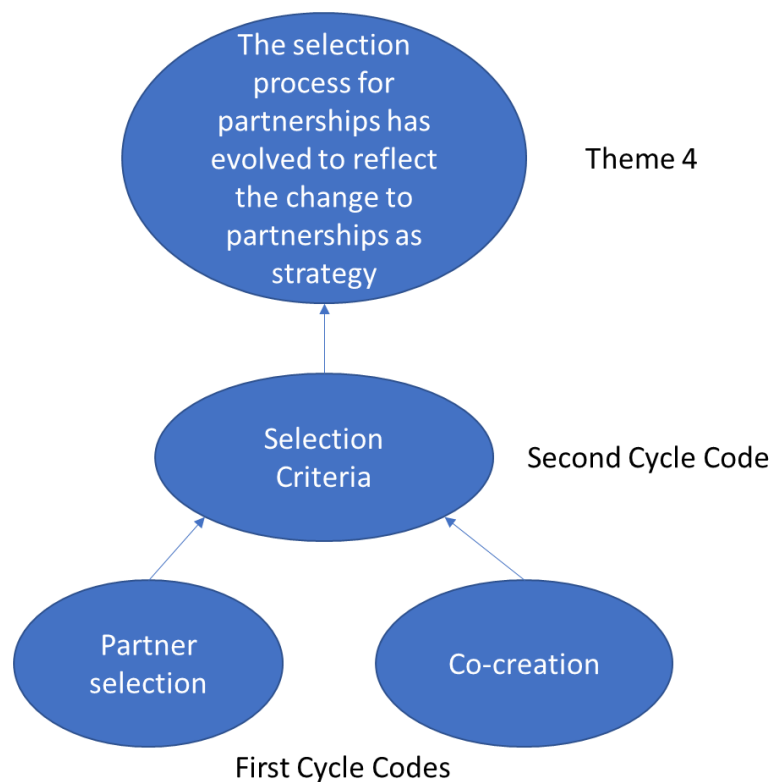 The selection
process for
partnerships has
evolved to reflect
the change to
partnerships as
strategy
Theme 4
Selection
Criteria
Second Cycle Code
Partner
selection
Co-creation
First Cycle Codes